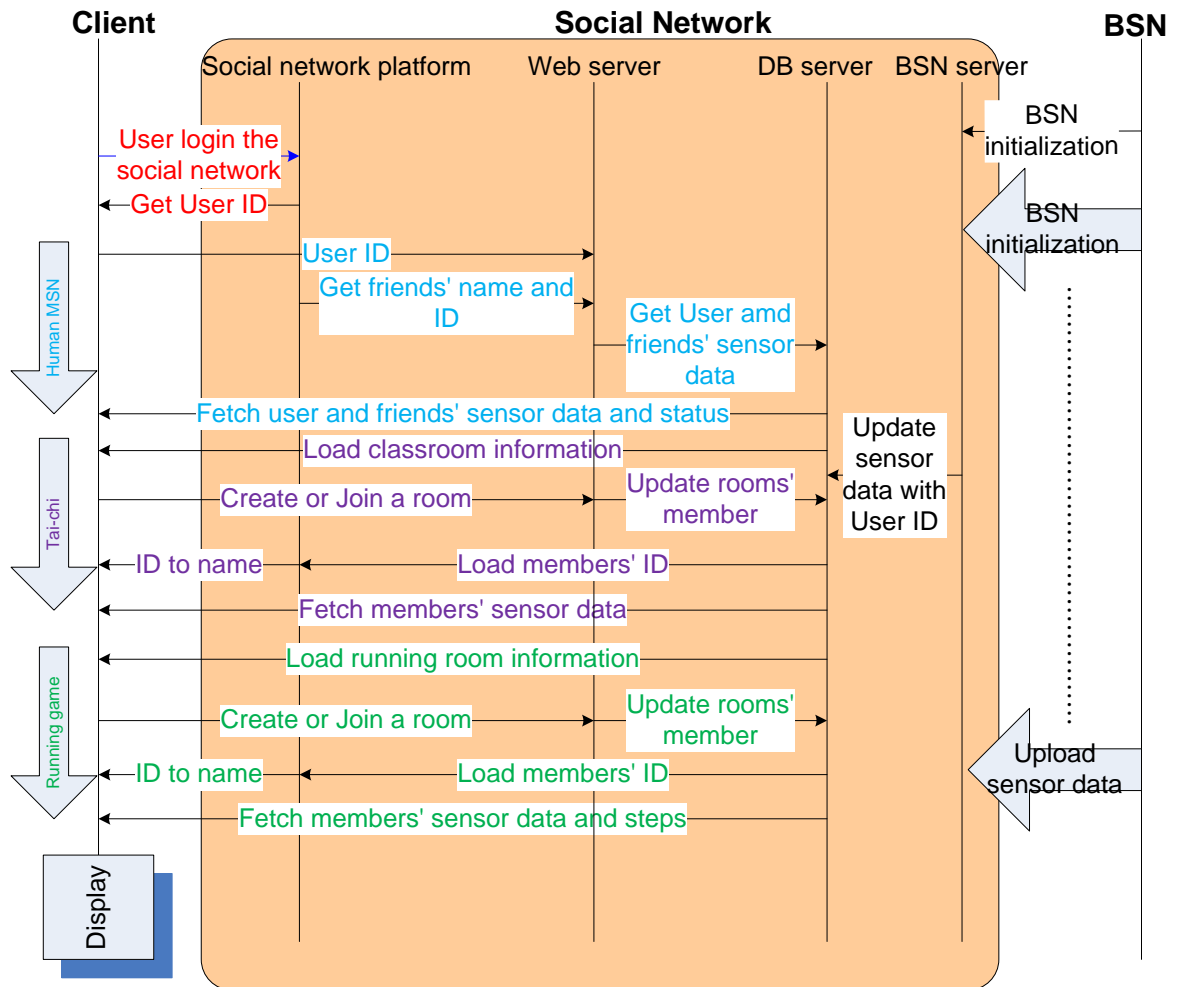 Client
Social Network
BSN
Social network platform
Web server
DB server
BSN server
BSN
initialization
User login the
social network
Get User ID
BSN
initialization
User ID
Get friends' name and
ID
Get User amd
friends' sensor
data
Human MSN
Fetch user and friends' sensor data and status
Load classroom information
Update
sensor
data with
User ID
Create or Join a room
Update rooms'
member
Tai-chi
ID to name
Load members' ID
Fetch members' sensor data
Load running room information
Create or Join a room
Update rooms'
member
Running game
ID to name
Load members' ID
Upload
sensor data
Fetch members' sensor data and steps
Display